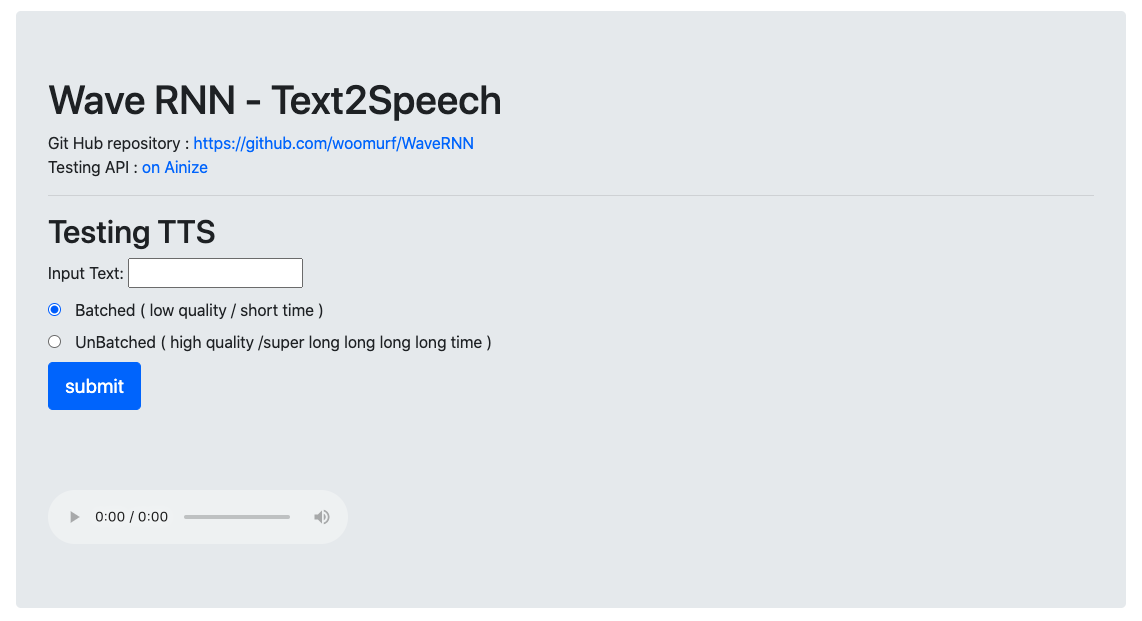 Wave RNN - Text2Speech
Git Hub repository : https://github.com/woomurf/WaveRNN
Testing API : on Ainize
Testing TTS
Input Text:
Batched ( low quality / short time )
UnBatched ( high quality /super long long long long time )
submit
0:00 / 0:00